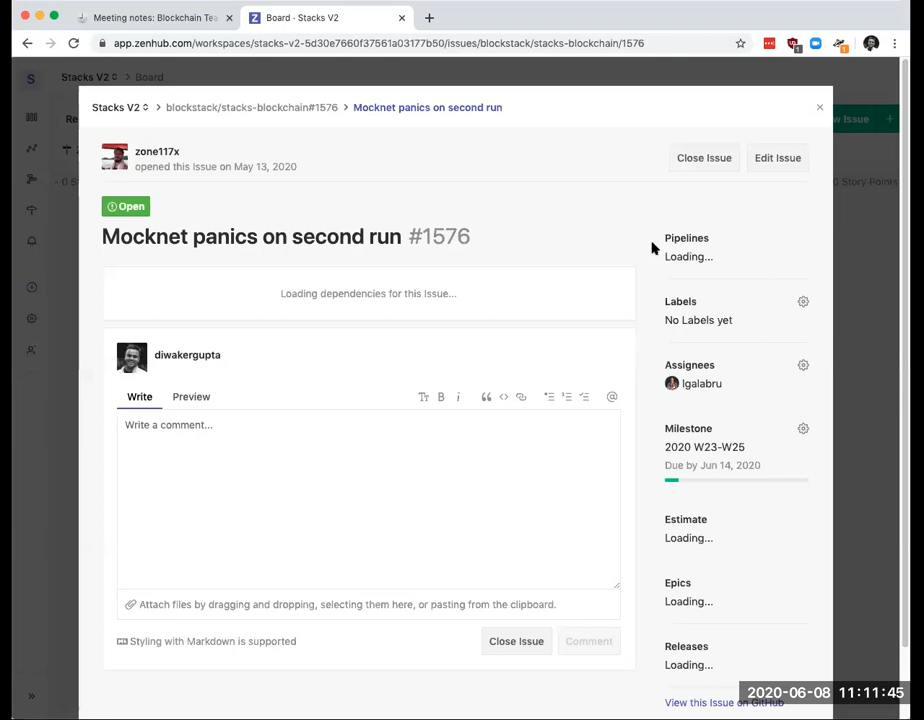 Meeting notes: Blockchain Tea
Board · Stacks V2
app.zenhub.com/workspaces/stacks-v2-5d30e7660f37561a03177b50/issues/blockstack/stacks-blockchain/1576
S
Stacks V2
Board
Stacks V2 > blockstack/stacks-blockchain#1576 > Mocknet panics on second run
Re
w Issue
zone117x
opened this Issue on May 13, 2020
Close Issue
Edit Issue
Story Points
Open
Mocknet panics on second run #1576
Pipelines
Loading...
Loading dependencies for this Issue...
Labels
No Labels yet
diwakergupta
Assignees
lgalabru
Write
Preview
Write a comment...
Milestone
2020 W23-W25
Due by Jun 14, 2020
Estimate
Loading...
Epics
Loading...
Attach files by dragging and dropping, selecting them here, or pasting from the clipboard.
Styling with Markdown is supported
Close Issue
Comment
Releases
Loading...
View this Issue on GitHub
2020-06-08 11:11:45